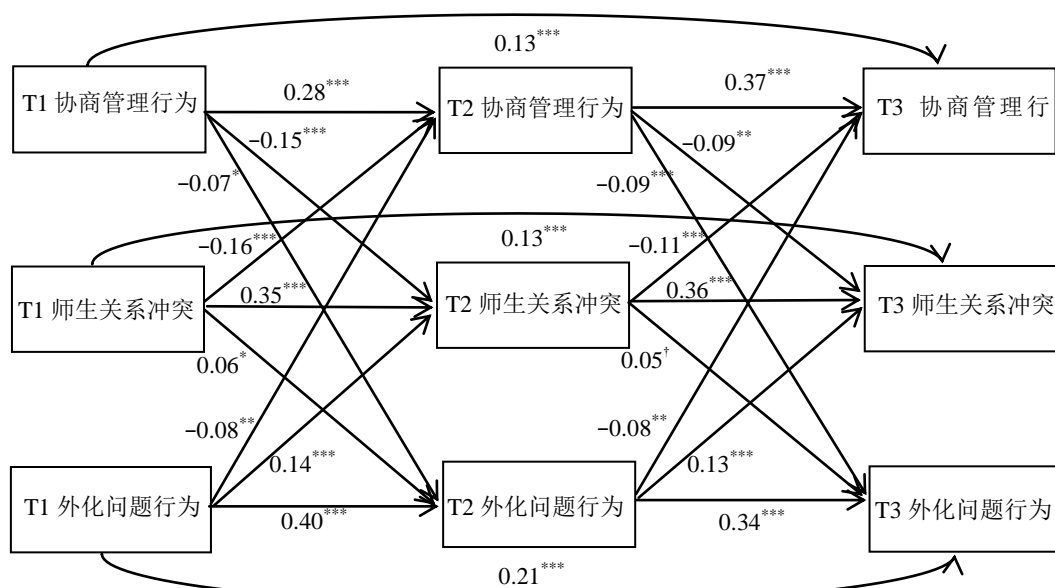 0.13***
T1 协商管理行为
0.28***
T2 协商管理行为
0.37***
T3 协商管理行
−0.15***
−0.09**
−0.07*
−0.09***
−0.16***
0.13***
−0.11***
T1 师生关系冲突
0.35***
T2 师生关系冲突
0.36***
T3 师生关系冲突
0.06*
0.05†
−0.08**
−0.08**
0.14***
0.13***
T1 外化问题行为
0.40***
T2 外化问题行为
0.34***
T3 外化问题行为
0.21***